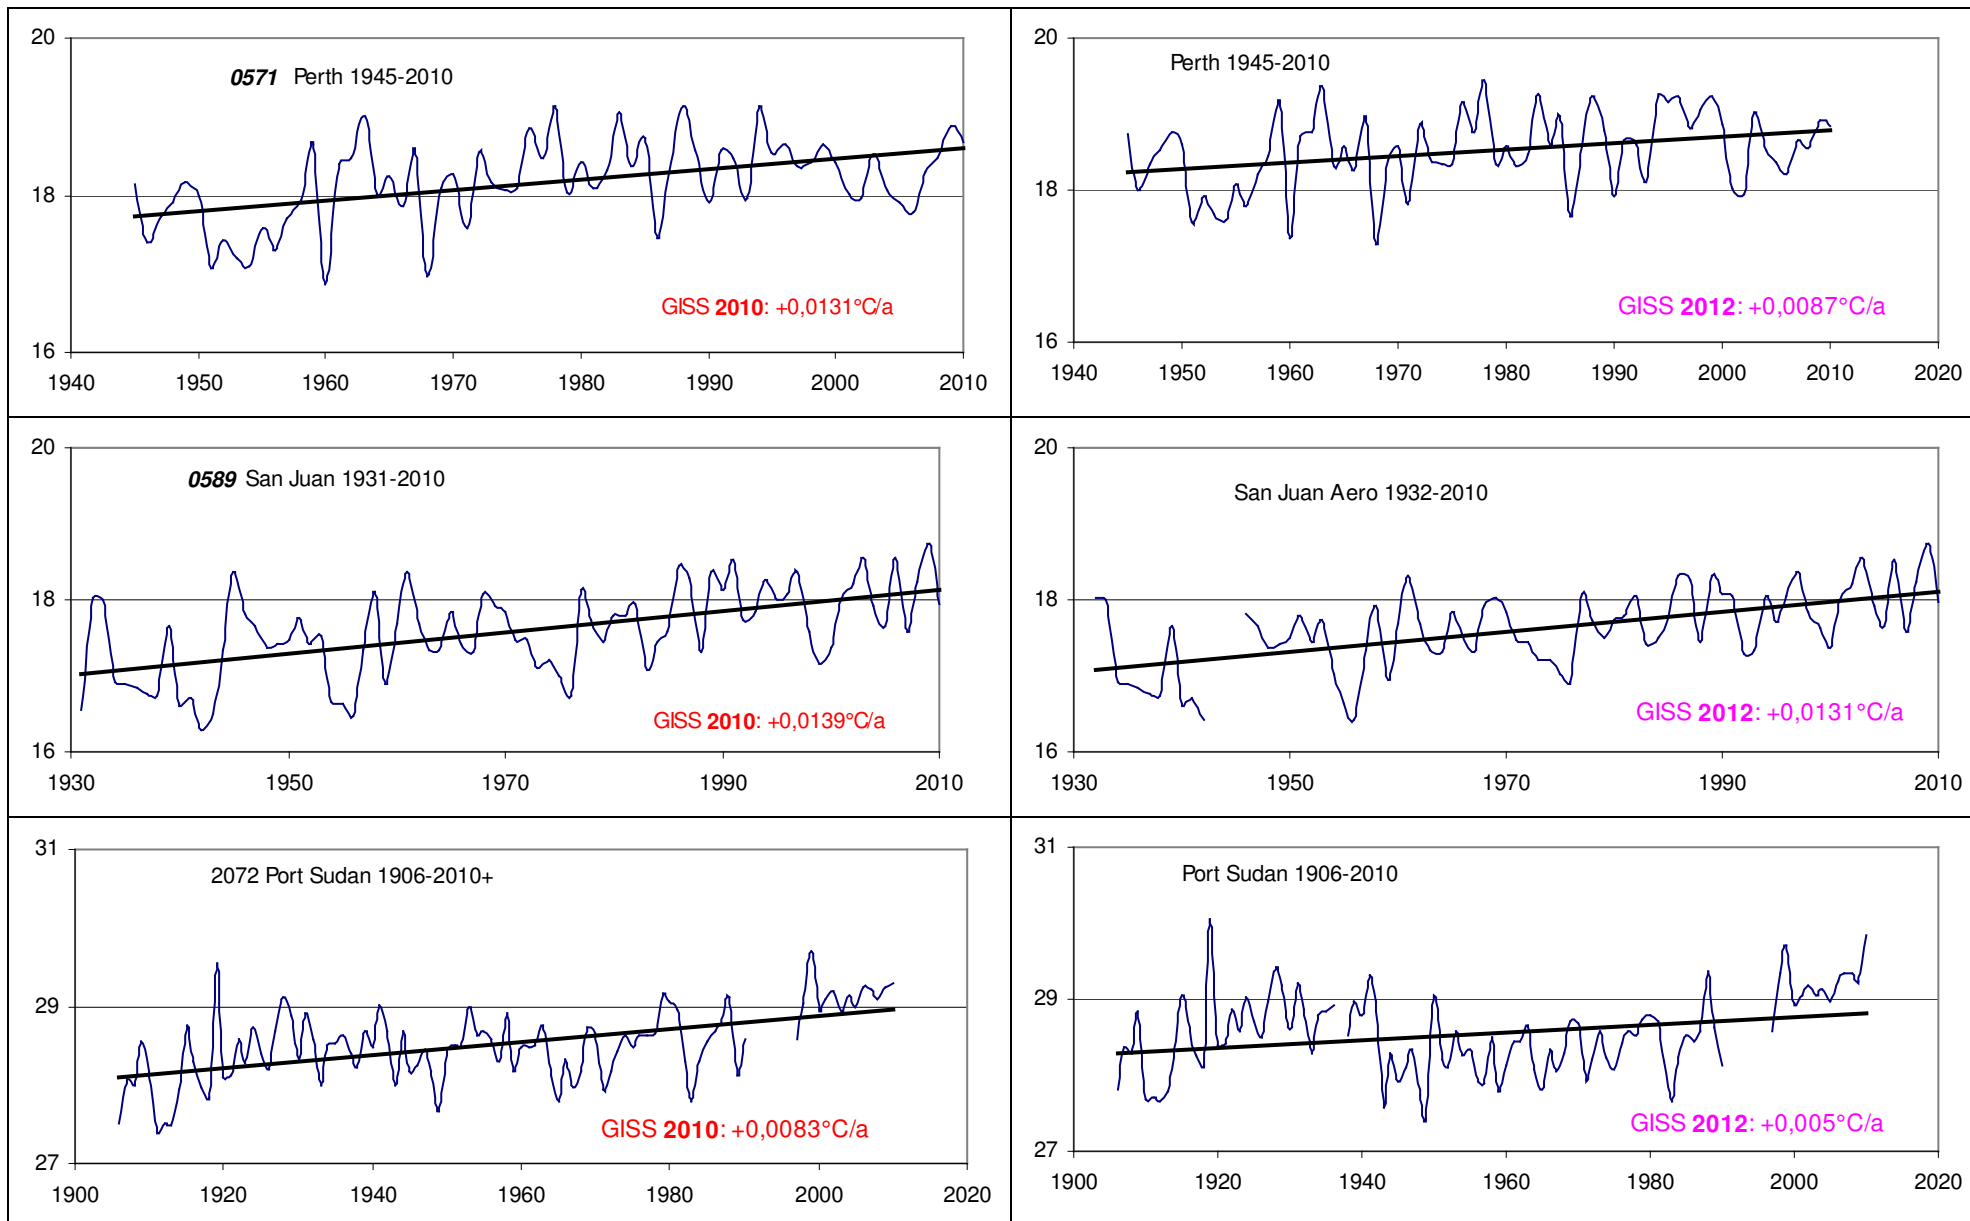 20
0571 Perth 1945-2010
18
GISS 2010: +0,0131°C/a
16
1940 1950 1960 1970 1980 1990 2000 2010
20
Perth 1945-2010
18
GISS 2012: +0,0087°C/a
16
1940 1950 1960 1970 1980 1990 2000 2010 2020
20
0589 San Juan 1931-2010
18
GISS 2010: +0,0139°C/a
16
1930 1950 1970 1990 2010
20
San Juan Aero 1932-2010
18
GISS 2012: +0,0131°C/a
16
1930 1950 1970 1990 2010
31
2072 Port Sudan 1906-2010+
29
GISS 2010: +0,0083°C/a
27
1900 1920 1940 1960 1980 2000 2020
31
Port Sudan 1906-2010
29
GISS 2012: +0,005°C/a
27
1900 1920 1940 1960 1980 2000 2020